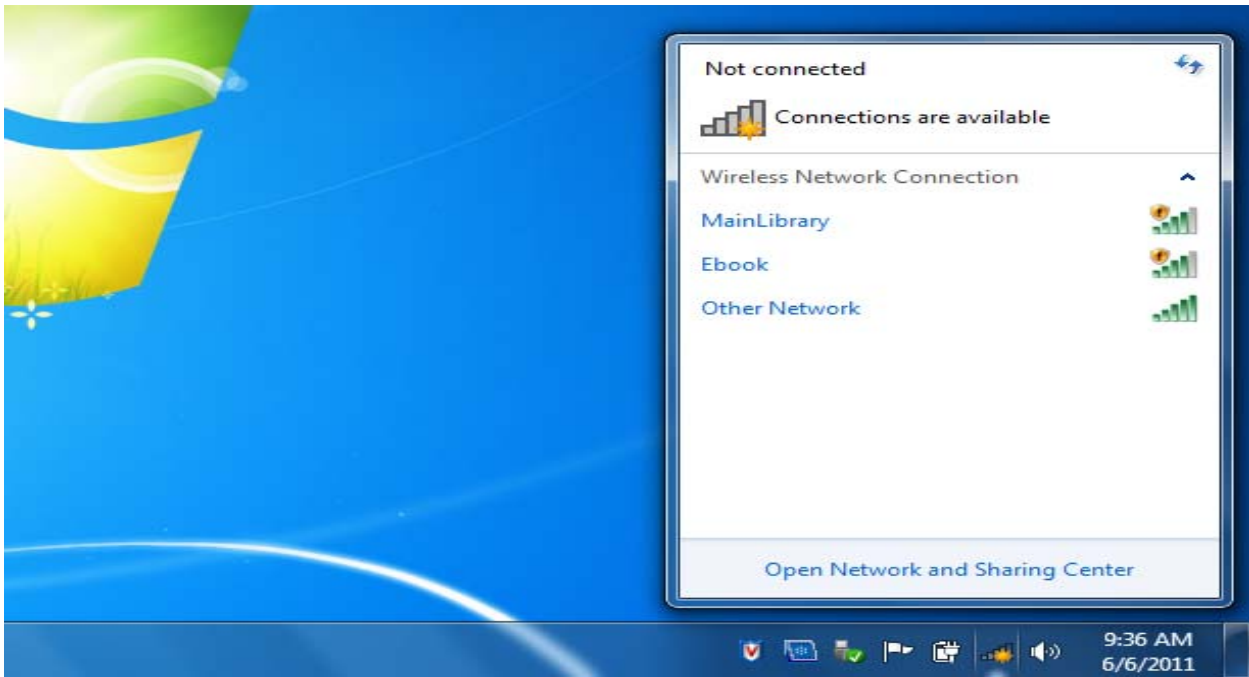 Not connected
Connections are available
Wireless Network Connection
MainLibrary
Ebook
Other Network
Open Network and Sharing Center
9:36 AM
6/6/2011